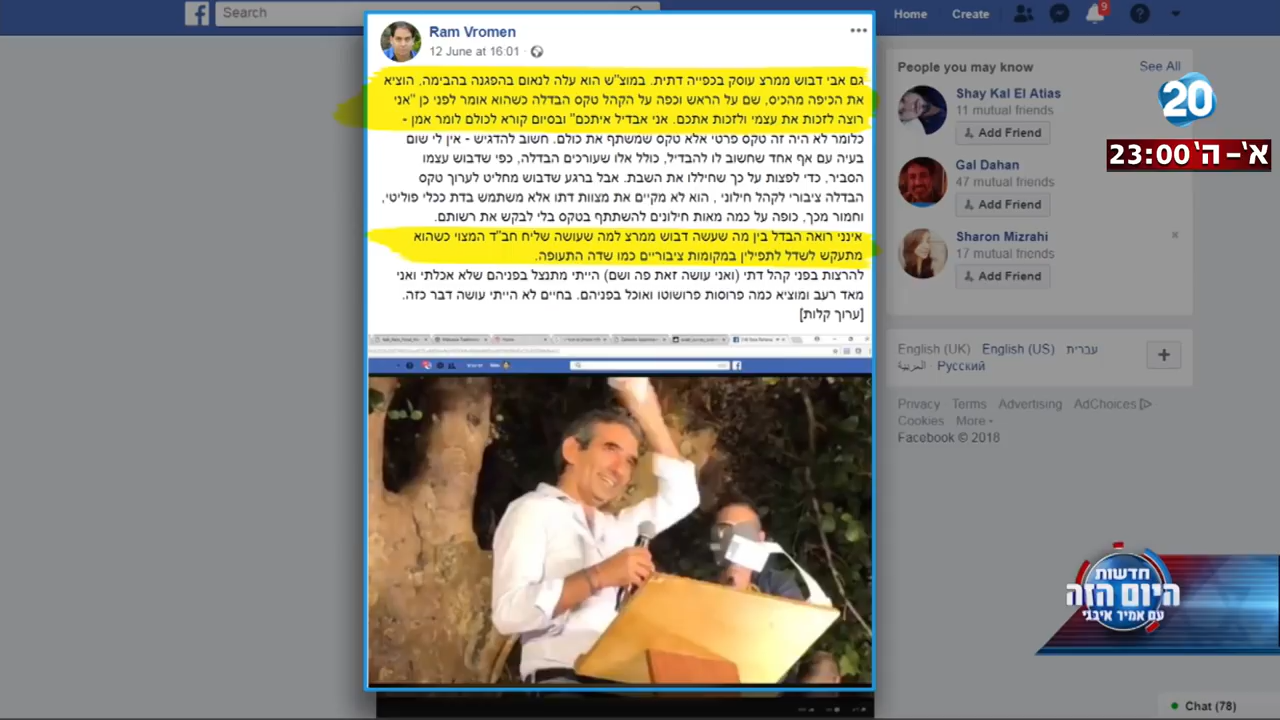 Search
Home
Create
9
Ram Vromen
12 June at 16:01
גם אבי דבוש ממרצ עוסק בכפייה דתית. במוצ"ש הוא עלה לנאום בהפגנה בהבימה, הוציא
את הכיפה מהכיס, שם על הראש וכפה על הקהל טקס הבדלה כשהוא אומר לפני כן "אני
רוצה לזכות את עצמי ולזכות אתכם. אני אבדיל איתכם" ובסיום קורא לכולם לומר אמן -
כלומר לא היה זה טקס פרטי אלא טקס שמשתף את כולם. חשוב להדגיש - אין לי שום
בעיה עם אף אחד שחשוב לו להבדיל, כולל אלו שעורכים הבדלה, כפי שדבוש עצמו
הסביר, כדי לפצות על כך שחיללו את השבת. אבל ברגע שדבוש מחליט לערוך טקס
הבדלה ציבורי לקהל חילוני , הוא לא מקיים את מצוות דתו אלא משתמש בדת ככלי פוליטי,
וחמור מכך, כופה על כמה מאות חילונים להשתתף בטקס בלי לבקש את רשותם.
אינני רואה הבדל בין מה שעשה דבוש ממרצ למה שעושה שליח חב"ד המצוי כשהוא
מתעקש לשדל לתפילין במקומות ציבוריים כמו שדה התעופה.
להרצות בפני קהל דתי (ואני עושה זאת פה ושם) הייתי מתנצל בפניהם שלא אכלתי ואני
מאד רעב ומוציא כמה פרוסות פרושוטו ואוכל בפניהם. בחיים לא הייתי עושה דבר כזה.
[ערוך קלות]
People you may know
See All
Shay Kal El Atias
11 mutual friends
Add Friend
Gal Dahan
47 mutual friends
Add Friend
Sharon Mizrahi
17 mutual friends
Add Friend
English (UK) English (US) עברית
العربية Русский
Privacy Terms Advertising AdChoices
Cookies More
Facebook © 2018
20
א'-ה' 23:00
חדשות
היום הזה
עם אמיר איבגי
Chat (78)